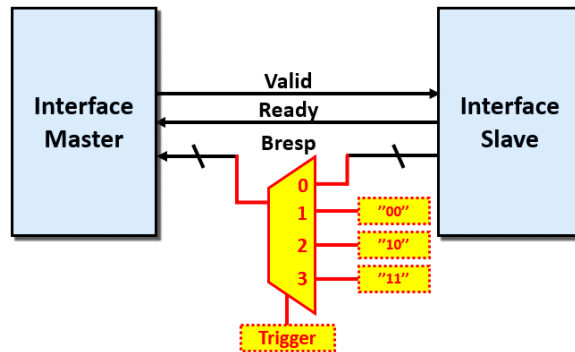 Interface
Master
Valid
Ready
Bresp
Interface
Slave
0
1
2
3
"00"
"10"
"11"
Trigger